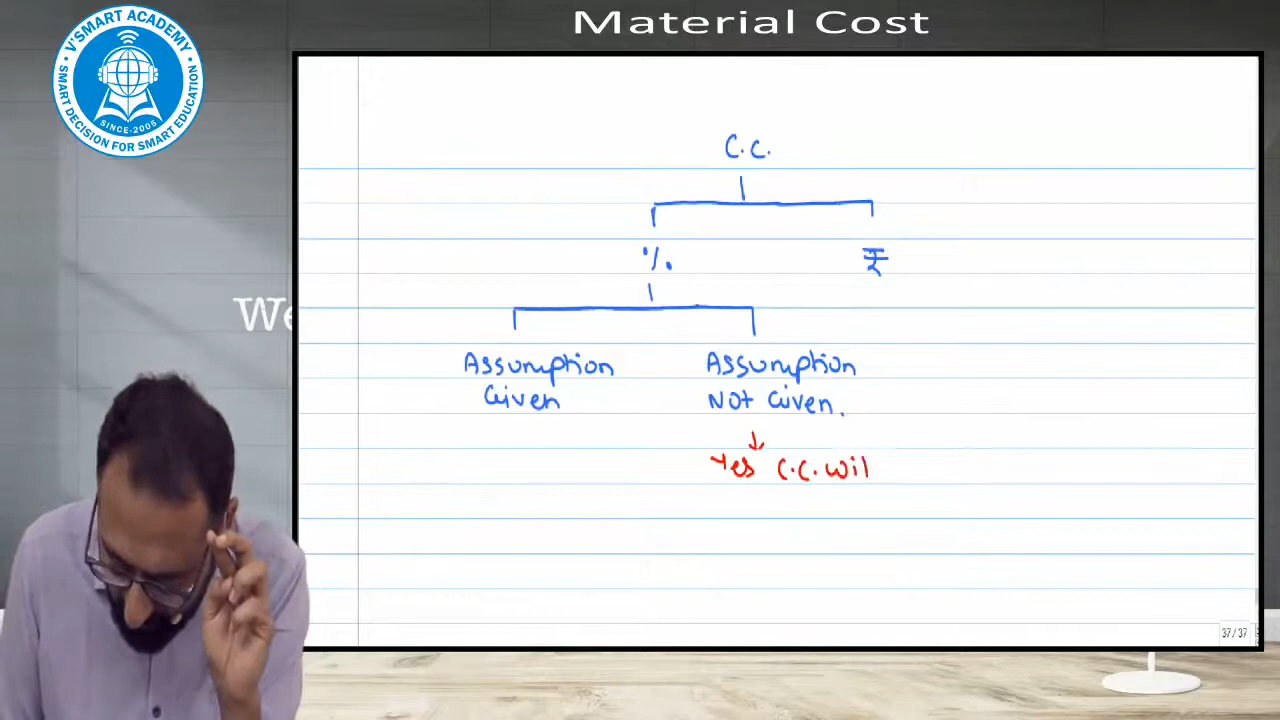 Material Cost
V'SMART ACADEMY
SMART DECISION FOR SMART EDUCATION
SINCE-2005
We
C.C.
%. ₹
Assumption Given
Assumption Not Given.
↓
Yes C.C. Wil
37/37